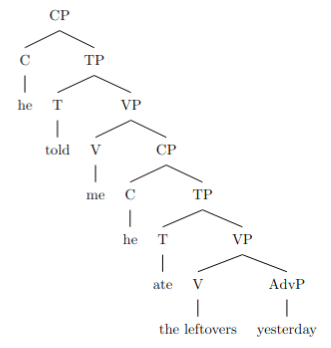 CP
C TP
he T VP
told V CP
me C TP
he T VP
ate V AdvP
the leftovers yesterday